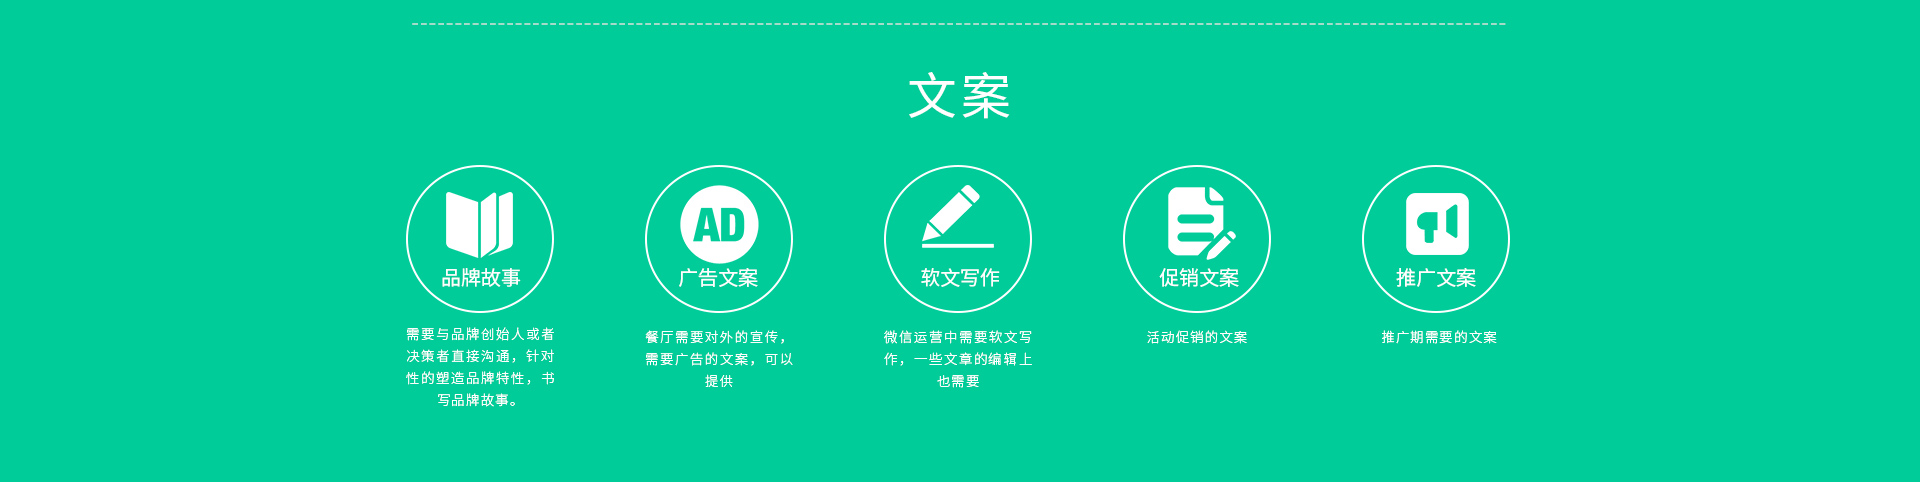 文案
品牌故事
需要与品牌创始人或者
决策者直接沟通，针对
性的塑造品牌特性，书
写品牌故事。
AD
广告文案
餐厅需要对外的宣传，
需要广告的文案，可以
提供
软文写作
微信运营中需要软文写
作，一些文章的编辑上
也需要
促销文案
活动促销的文案
推广文案
推广期需要的文案